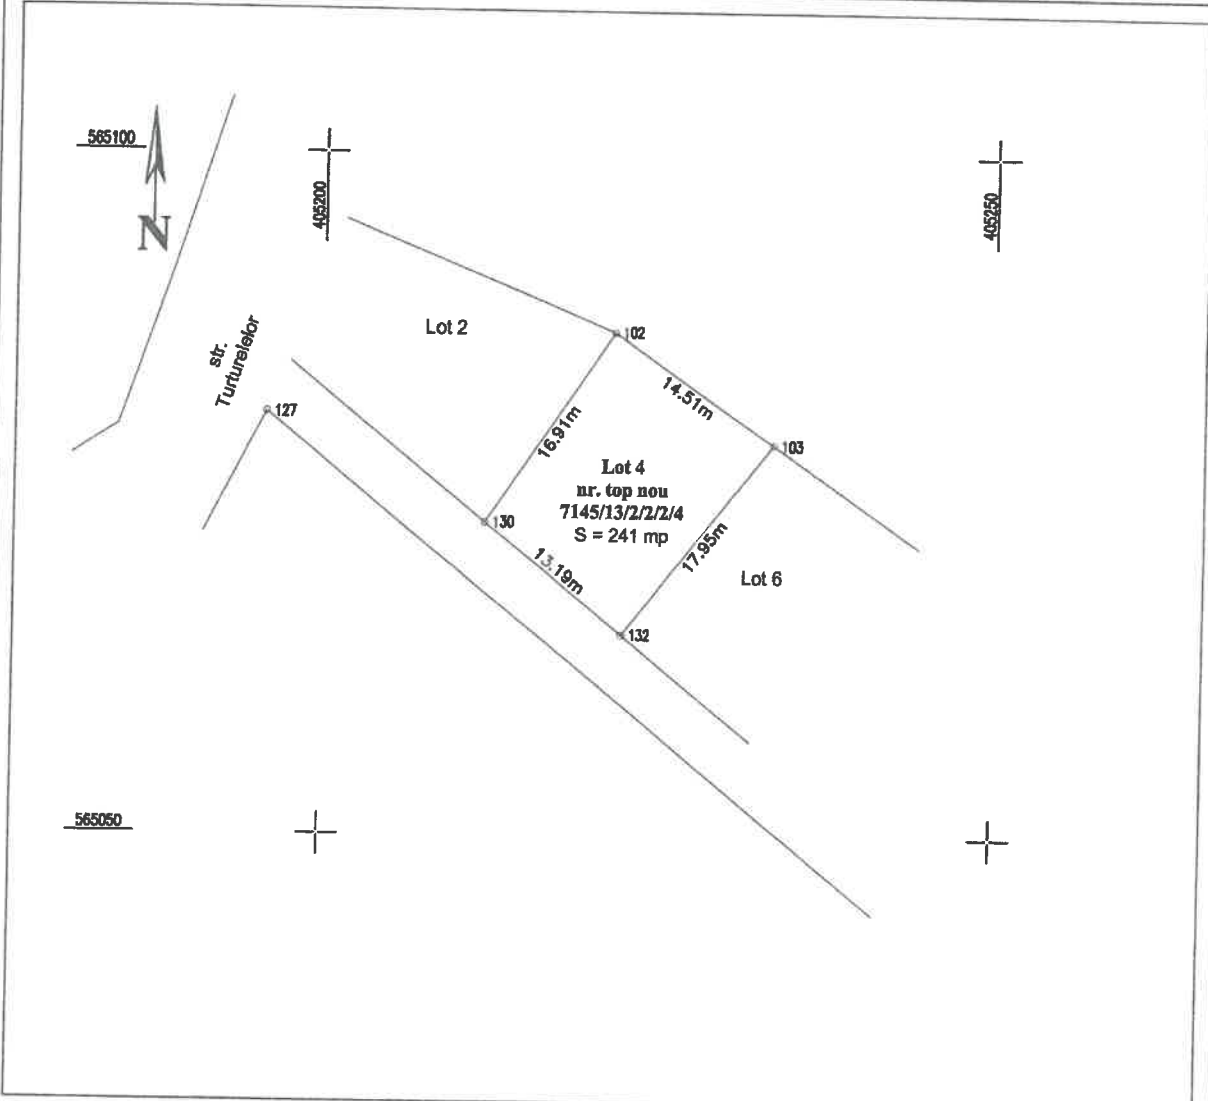 565100
N
405200
405250
str.
Turturelelor
Lot 2
102
14.51m
16.91m
127
103
Lot 4
nr. top nou
7145/13/2/2/2/4
S = 241 mp
130
13.19m
17.95m
Lot 6
132
565050